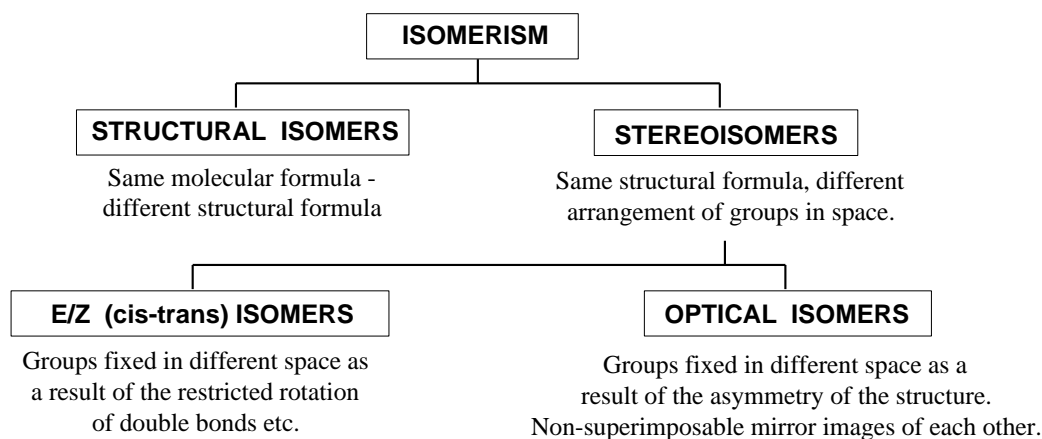 ISOMERISM
STRUCTURAL ISOMERS
Same molecular formula -
different structural formula
STEREOISOMERS
Same structural formula, different
arrangement of groups in space.
E/Z (cis-trans) ISOMERS
Groups fixed in different space as
a result of the restricted rotation
of double bonds etc.
OPTICAL ISOMERS
Groups fixed in different space as a
result of the asymmetry of the structure.
Non-superimposable mirror images of each other.